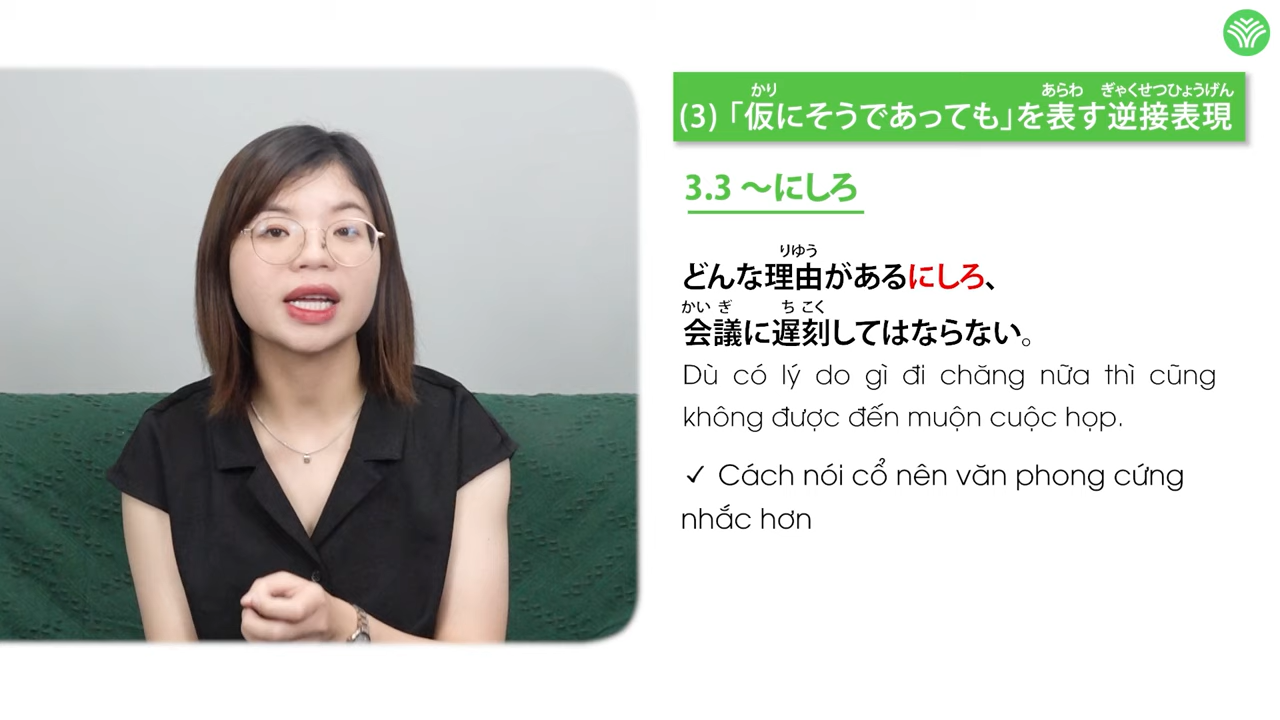 かり あらわ ぎゃくせつひょうげん
(3)「仮にそうであっても」を表す逆接表現
3.3 〜にしろ
りゆう
どんな理由があるにしろ、
かい ぎ ち こく
会議に遅刻してはならない。
Dù có lý do gì đi chăng nữa thì cũng
không được đến muộn cuộc họp.
✓ Cách nói cổ nên văn phong cứng
nhắc hơn